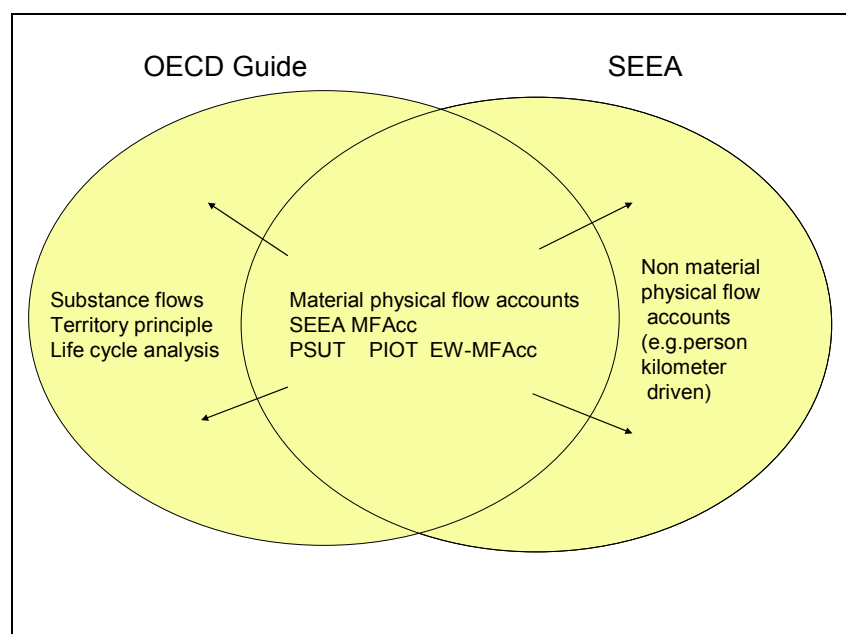 OECD Guide
SEEA
Substance flows
Territory principle
Life cycle analysis
Material physical flow accounts
SEEA MFAcc
PSUT PIOT EW-MFAcc
Non material
physical flow
accounts
(e.g.person
kilometer
driven)